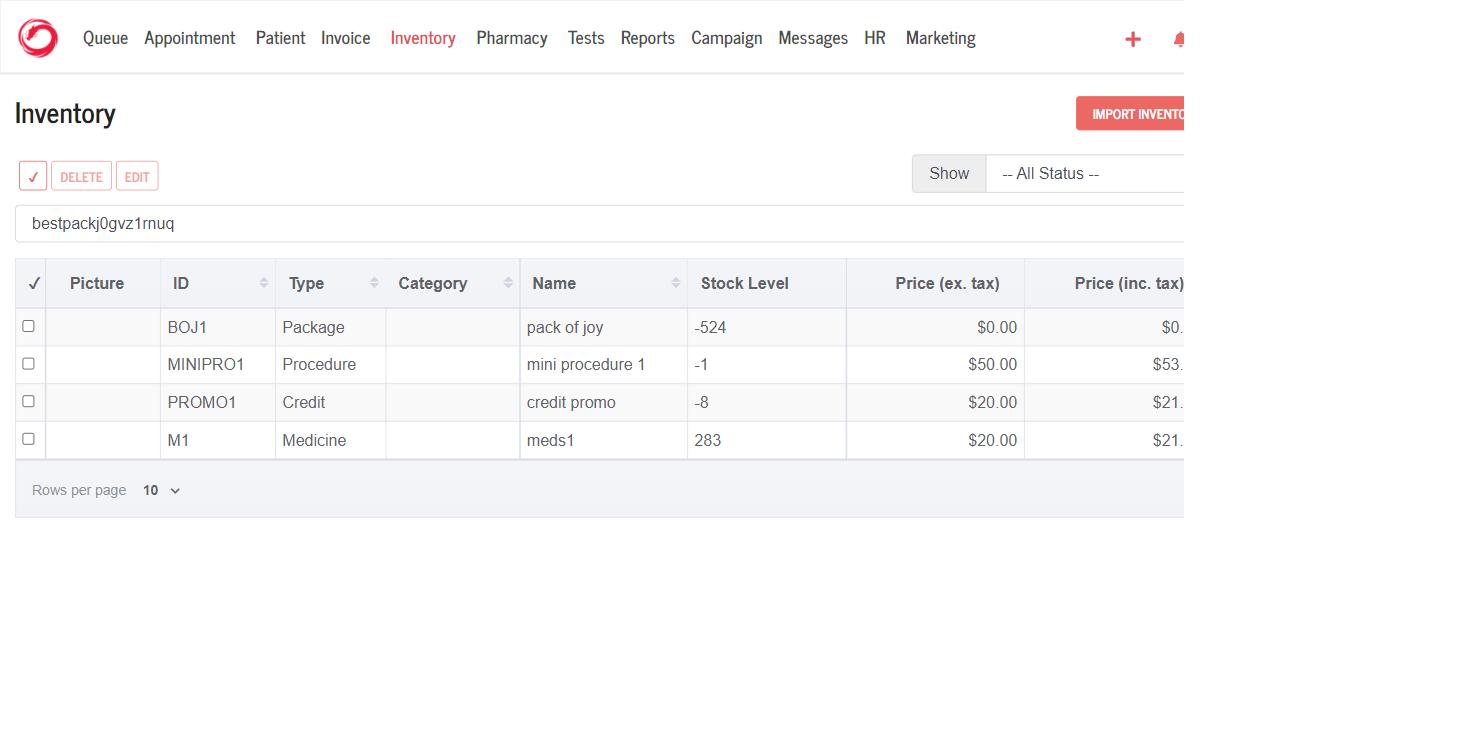 Queue Appointment Patient Invoice Inventory Pharmacy Tests Reports Campaign Messages HR Marketing
Inventory
IMPORT INVENTO
DELETE EDIT
Show -- All Status --
bestpackj0gvz1rnuq
Picture ID Type Category Name Stock Level Price (ex. tax) Price (inc. tax)
BOJ1 Package pack of joy -524 $0.00 $0.
MINIPRO1 Procedure mini procedure 1 -1 $50.00 $53.
PROMO1 Credit credit promo -8 $20.00 $21.
M1 Medicine meds1 283 $20.00 $21.
Rows per page 10